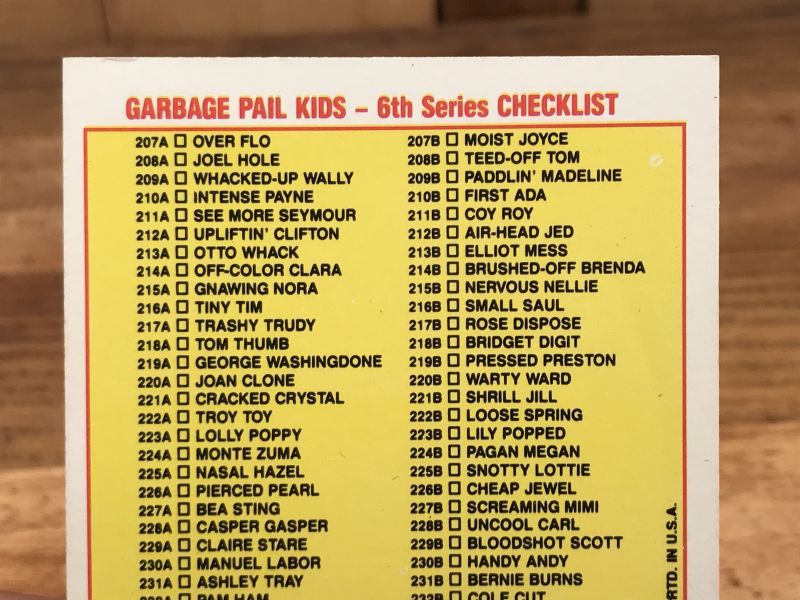 GARBAGE PAIL KIDS – 6th Series CHECKLIST
207A ☐ OVER FLO 207B ☐ MOIST JOYCE
208A ☐ JOEL HOLE 208B ☐ TEED-OFF TOM
209A ☐ WHACKED-UP WALLY 209B ☐ PADDLIN' MADELINE
210A ☐ INTENSE PAYNE 210B ☐ FIRST ADA
211A ☐ SEE MORE SEYMOUR 211B ☐ COY ROY
212A ☐ UPLIFTIN' CLIFTON 212B ☐ AIR-HEAD JED
213A ☐ OTTO WHACK 213B ☐ ELLIOT MESS
214A ☐ OFF-COLOR CLARA 214B ☐ BRUSHED-OFF BRENDA
215A ☐ GNAWING NORA 215B ☐ NERVOUS NELLIE
216A ☐ TINY TIM 216B ☐ SMALL SAUL
217A ☐ TRASHY TRUDY 217B ☐ ROSE DISPOSE
218A ☐ TOM THUMB 218B ☐ BRIDGET DIGIT
219A ☐ GEORGE WASHINGDONE 219B ☐ PRESSED PRESTON
220A ☐ JOAN CLONE 220B ☐ WARTY WARD
221A ☐ CRACKED CRYSTAL 221B ☐ SHRILL JILL
222A ☐ TROY TOY 222B ☐ LOOSE SPRING
223A ☐ LOLLY POPPY 223B ☐ LILY POPPED
224A ☐ MONTE ZUMA 224B ☐ PAGAN MEGAN
225A ☐ NASAL HAZEL 225B ☐ SNOTTY LOTTIE
226A ☐ PIERCED PEARL 226B ☐ CHEAP JEWEL
227A ☐ BEA STING 227B ☐ SCREAMING MIMI
228A ☐ CASPER GASPER 228B ☐ UNCOOL CARL
229A ☐ CLAIRE STARE 229B ☐ BLOODSHOT SCOTT
230A ☐ MANUEL LABOR 230B ☐ HANDY ANDY
231A ☐ ASHLEY TRAY 231B ☐ BERNIE BURNS
232A ☐ PAM HAM 232B ☐ COLE CUT
RTD. IN U.S.A.